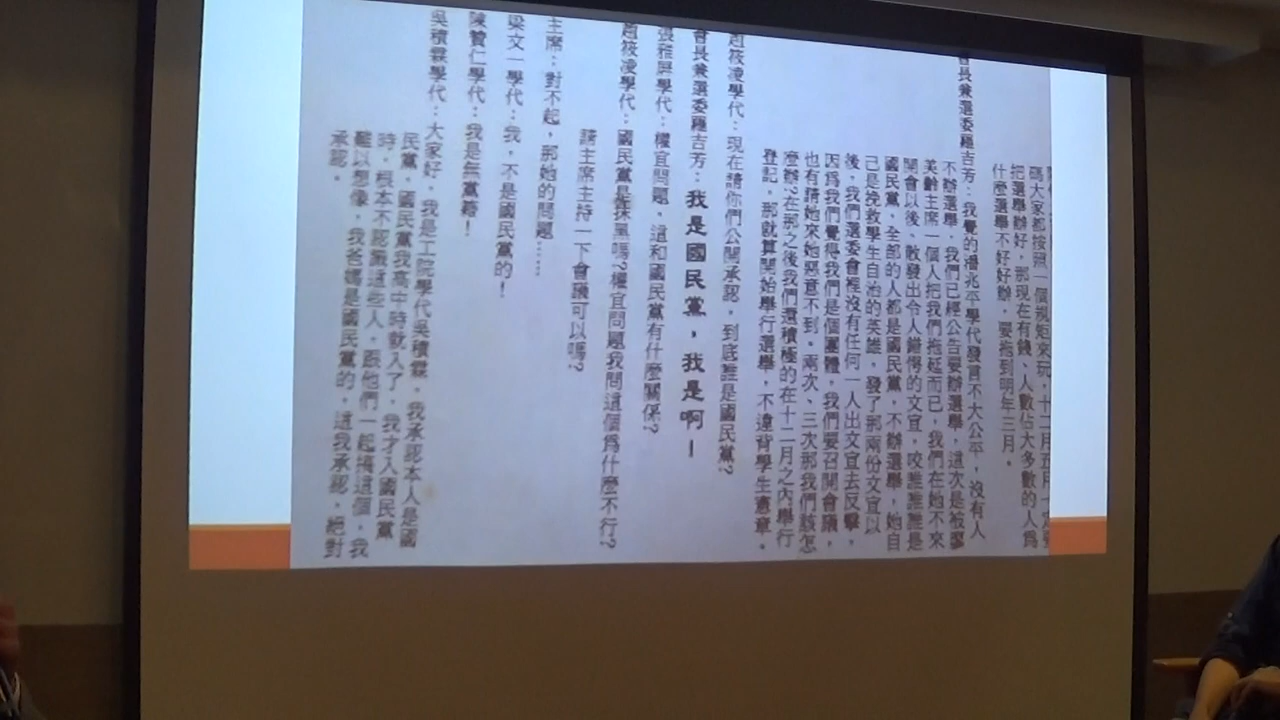 碼大家都按照一個規矩來玩，十二月五日一定要
把選舉辦好，那現在有錢、人數佔大多數的人為
什麼選舉不好好辦，要拖到明年三月。
長兼選委羅吉芳：我覺的潘兆平學代發言不大公平，沒有人
不辦選舉，我們已經公告要辦選舉，這次是被廖
美齡主席一個人把我們拖延而已，我們在她不來
開會以後、散發出令人錯愕的文宣，咬誰誰誰是
國民黨，全部的人都是國民黨，不辦選舉，她自
己是挽救學生自治的英雄，發了那兩份文宣以
後，我們選委會裡沒有任何一人出文宣去反擊，
因為我們覺得我們是個團體，我們要召開會議，
也有請她來她惡意不到。兩次、三次那我們該怎
麼辦？在那之後我們還積極的在十二月之內舉行
登記，那就算開始舉行選舉，不違背學生憲章。
趙筱凌學代：現在請你們公開承認，到底誰是國民黨？
會長兼選委羅吉芳：我是國民黨，我是啊！
張雅屏學代：權宜問題，這和國民黨有什麼關係？
趙筱凌學代：國民黨是抹黑嗎？權宜問題我問這個為什麼不行？
請主席主持一下會議可以嗎？
主席：對不起，那她的問題……
梁文一學代：我，不是國民黨的！
陳贊仁學代：我是無黨籍！
吳積霖學代：大家好，我是工院學代吳積霖，我承認本人是國
民黨，國民黨我高中時就入了，我才入國民黨
時，根本不認識這些人，跟他們一起搞這個，我
難以想像，我爸媽是國民黨的，這我承認，絕對
承認。